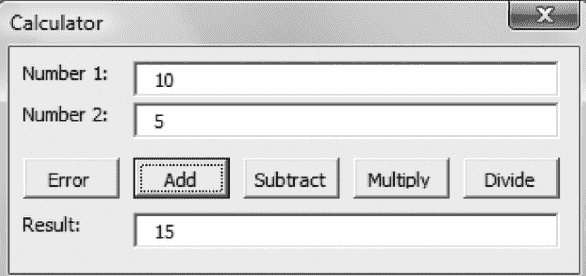 Calculator
Number 1: 10
Number 2: 5
Error Add Subtract Multiply Divide
Result: 15